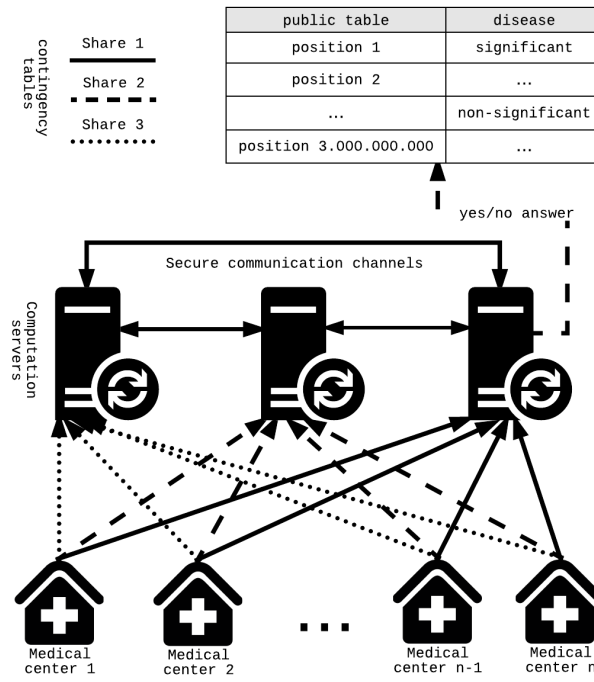 public table disease
position 1 significant
position 2 ...
... non-significant
position 3.000.000.000 ...
contingency
tables
Share 1
Share 2
Share 3
yes/no answer
Secure communication channels
Computation
servers
Medical
center 1
Medical
center 2
...
Medical
center n-1
Medical
center n